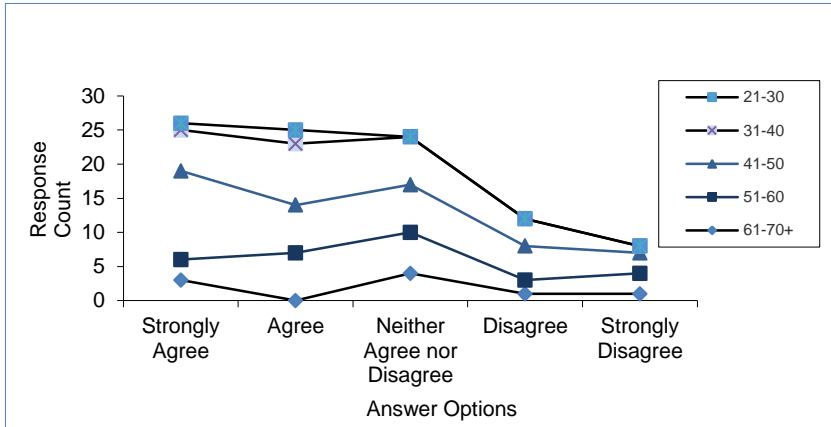 30
25
20
15
10
5
0
Response
Count
Strongly
Agree
Agree
Neither
Agree nor
Disagree
Disagree
Strongly
Disagree
Answer Options
21-30
31-40
41-50
51-60
61-70+